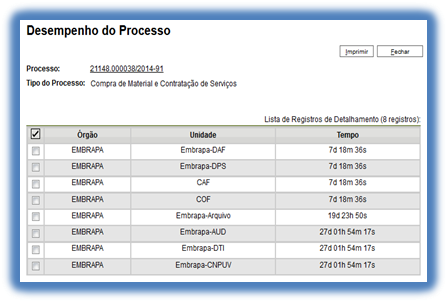 Desempenho do Processo
Imprimir Fechar
Processo: 21148.000038/2014-91
Tipo do Processo: Compra de Material e Contratação de Serviços
Lista de Registros de Detalhamento (8 registros):
Órgão Unidade Tempo
EMBRAPA Embrapa-DAF 7d 18m 36s
EMBRAPA Embrapa-DPS 7d 18m 36s
EMBRAPA CAF 7d 18m 36s
EMBRAPA COF 7d 18m 36s
EMBRAPA Embrapa-Arquivo 19d 23h 50s
EMBRAPA Embrapa-AUD 27d 01h 54m 17s
EMBRAPA Embrapa-DTI 27d 01h 54m 17s
EMBRAPA Embrapa-CNPUV 27d 01h 54m 17s